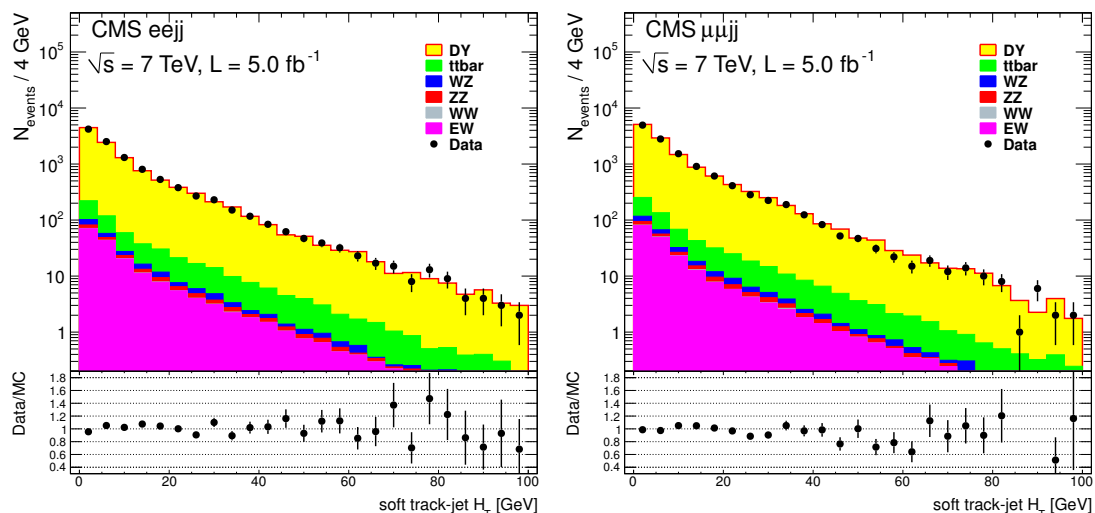 CMS eejj
√s = 7 TeV, L = 5.0 fb⁻¹
N_events / 4 GeV
10⁵
10⁴
10³
10²
10
1
DY
ttbar
WZ
ZZ
WW
EW
Data
Data/MC
1.8
1.6
1.4
1.2
1
0.8
0.6
0.4
0 20 40 60 80 100
soft track-jet H_T [GeV]
CMS μμjj
√s = 7 TeV, L = 5.0 fb⁻¹
N_events / 4 GeV
10⁵
10⁴
10³
10²
10
1
DY
ttbar
WZ
ZZ
WW
EW
Data
Data/MC
1.8
1.6
1.4
1.2
1
0.8
0.6
0.4
0 20 40 60 80 100
soft track-jet H_T [GeV]